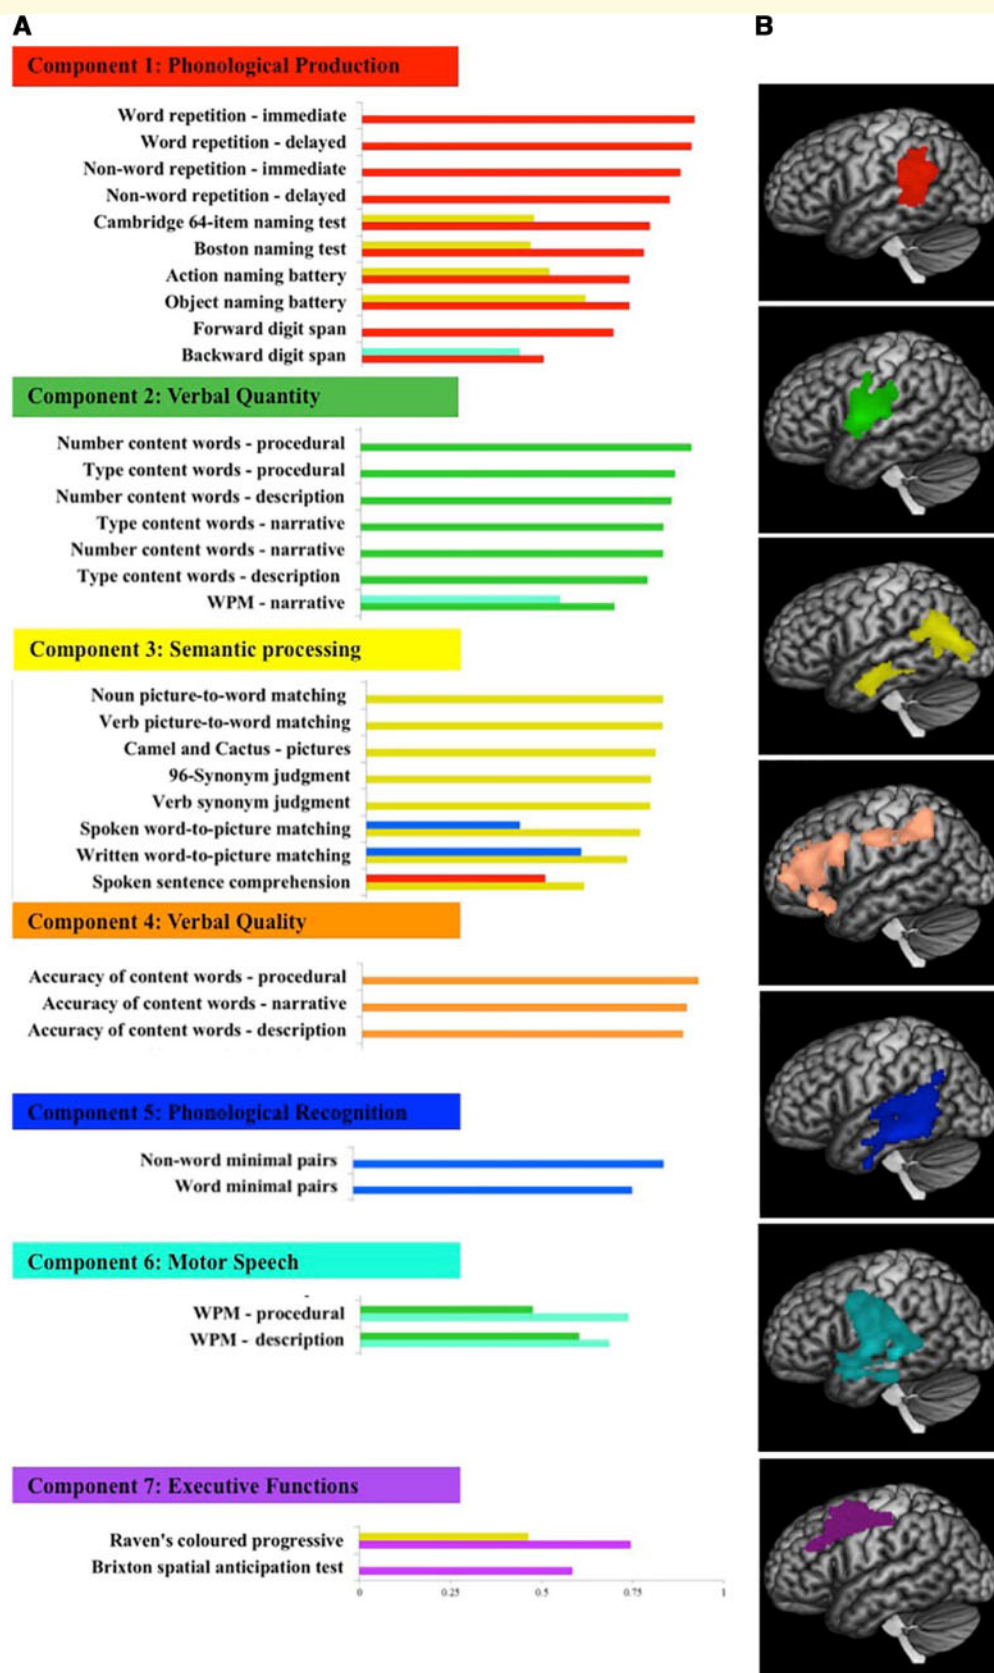 A
B
Component 1: Phonological Production
Word repetition - immediate
Word repetition - delayed
Non-word repetition - immediate
Non-word repetition - delayed
Cambridge 64-item naming test
Boston naming test
Action naming battery
Object naming battery
Forward digit span
Backward digit span
Component 2: Verbal Quantity
Number content words - procedural
Type content words - procedural
Number content words - description
Type content words - narrative
Number content words - narrative
Type content words - description
WPM - narrative
Component 3: Semantic processing
Noun picture-to-word matching
Verb picture-to-word matching
Camel and Cactus - pictures
96-Synonym judgment
Verb synonym judgment
Spoken word-to-picture matching
Written word-to-picture matching
Spoken sentence comprehension
Component 4: Verbal Quality
Accuracy of content words - procedural
Accuracy of content words - narrative
Accuracy of content words - description
Component 5: Phonological Recognition
Non-word minimal pairs
Word minimal pairs
Component 6: Motor Speech
WPM - procedural
WPM - description
Component 7: Executive Functions
Raven's coloured progressive
Brixton spatial anticipation test
0 0.25 0.5 0.75 1